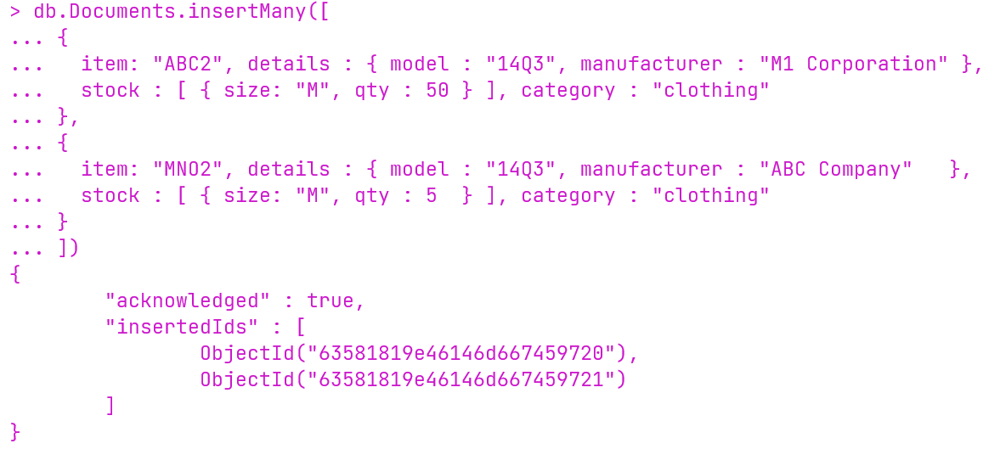 > db.Documents.insertMany([
... {
...   item: "ABC2", details : { model : "14Q3", manufacturer : "M1 Corporation" },
...   stock : [ { size: "M", qty : 50 } ], category : "clothing"
... },
... {
...   item: "MNO2", details : { model : "14Q3", manufacturer : "ABC Company"   },
...   stock : [ { size: "M", qty : 5  } ], category : "clothing"
... }
... ])
{
        "acknowledged" : true,
        "insertedIds" : [
                ObjectId("63581819e46146d667459720"),
                ObjectId("63581819e46146d667459721")
        ]
}